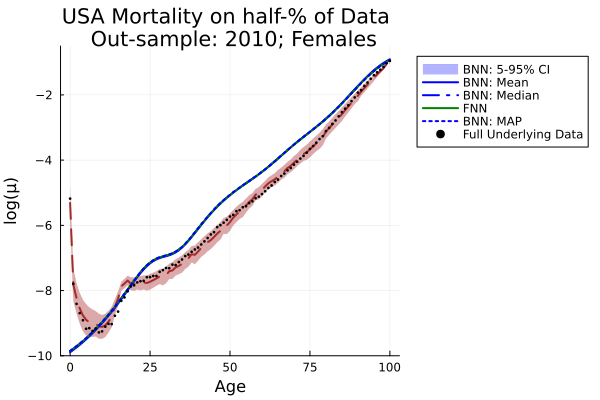 USA Mortality on half-% of Data
Out-sample: 2010; Females
BNN: 5-95% CI
BNN: Mean
BNN: Median
FNN
BNN: MAP
Full Underlying Data
log(μ)
−2
−4
−6
−8
−10
0
25
50
75
100
Age